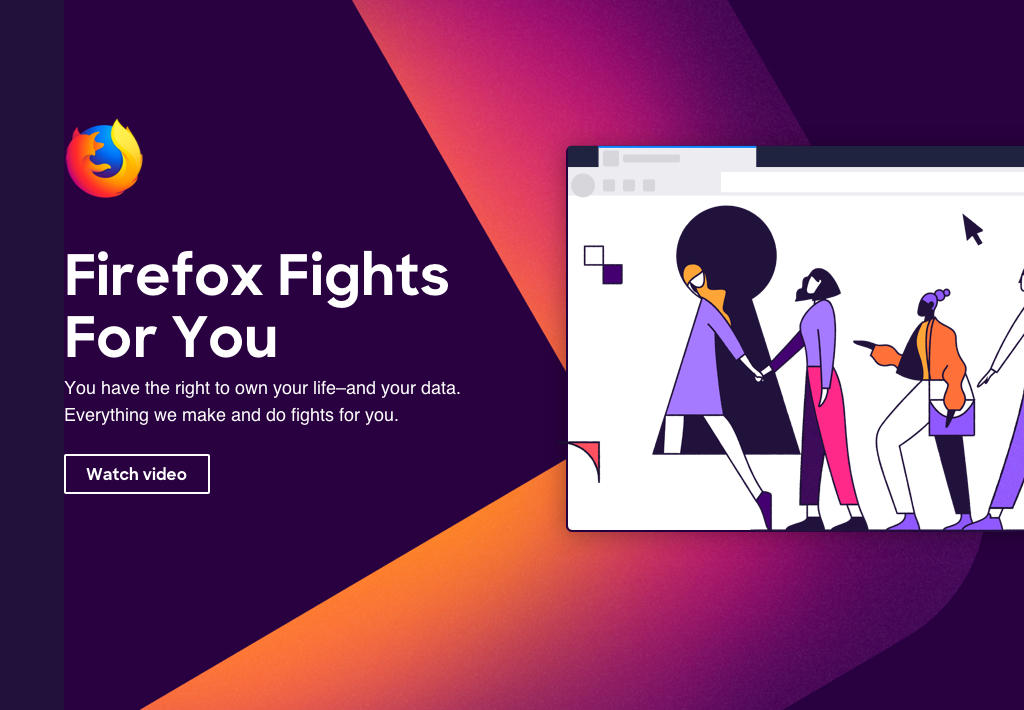 Firefox Fights
For You
You have the right to own your life–and your data.
Everything we make and do fights for you.
Watch video